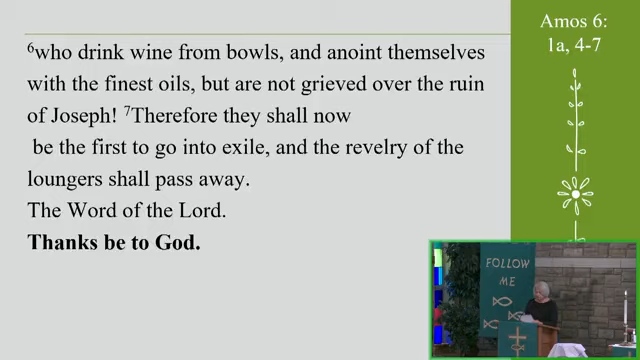 ⁶who drink wine from bowls, and anoint themselves
with the finest oils, but are not grieved over the ruin
of Joseph! ⁷Therefore they shall now
be the first to go into exile, and the revelry of the
loungers shall pass away.
The Word of the Lord.
Thanks be to God.
Amos 6:
1a, 4-7
FOLLOW
ME